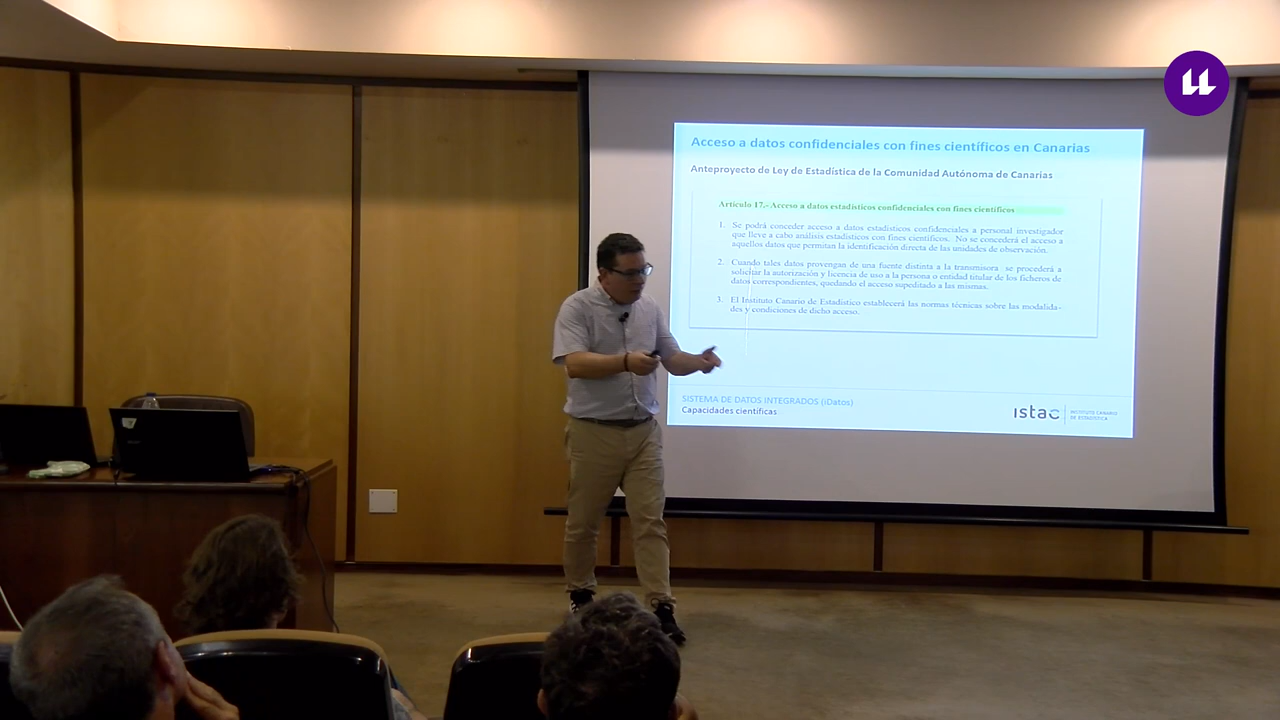 Acceso a datos confidenciales con fines científicos en Canarias
Anteproyecto de Ley de Estadística de la Comunidad Autónoma de Canarias
Artículo 17.- Acceso a datos estadísticos confidenciales con fines científicos
1. Se podrá conceder acceso a datos estadísticos confidenciales a personal investigador
que lleve a cabo análisis estadísticos con fines científicos. No se concederá el acceso a
aquellos datos que permitan la identificación directa de las unidades de observación.
2. Cuando tales datos provengan de una fuente distinta a la transmisora se procederá a
solicitar la autorización y licencia de uso a la persona o entidad titular de los ficheros de
datos correspondientes, quedando el acceso supeditado a las mismas.
3. El Instituto Canario de Estadístico establecerá las normas técnicas sobre las modalida-
des y condiciones de dicho acceso.
SISTEMA DE DATOS INTEGRADOS (iDatos)
Capacidades científicas
istac
INSTITUTO CANARIO
DE ESTADÍSTICA